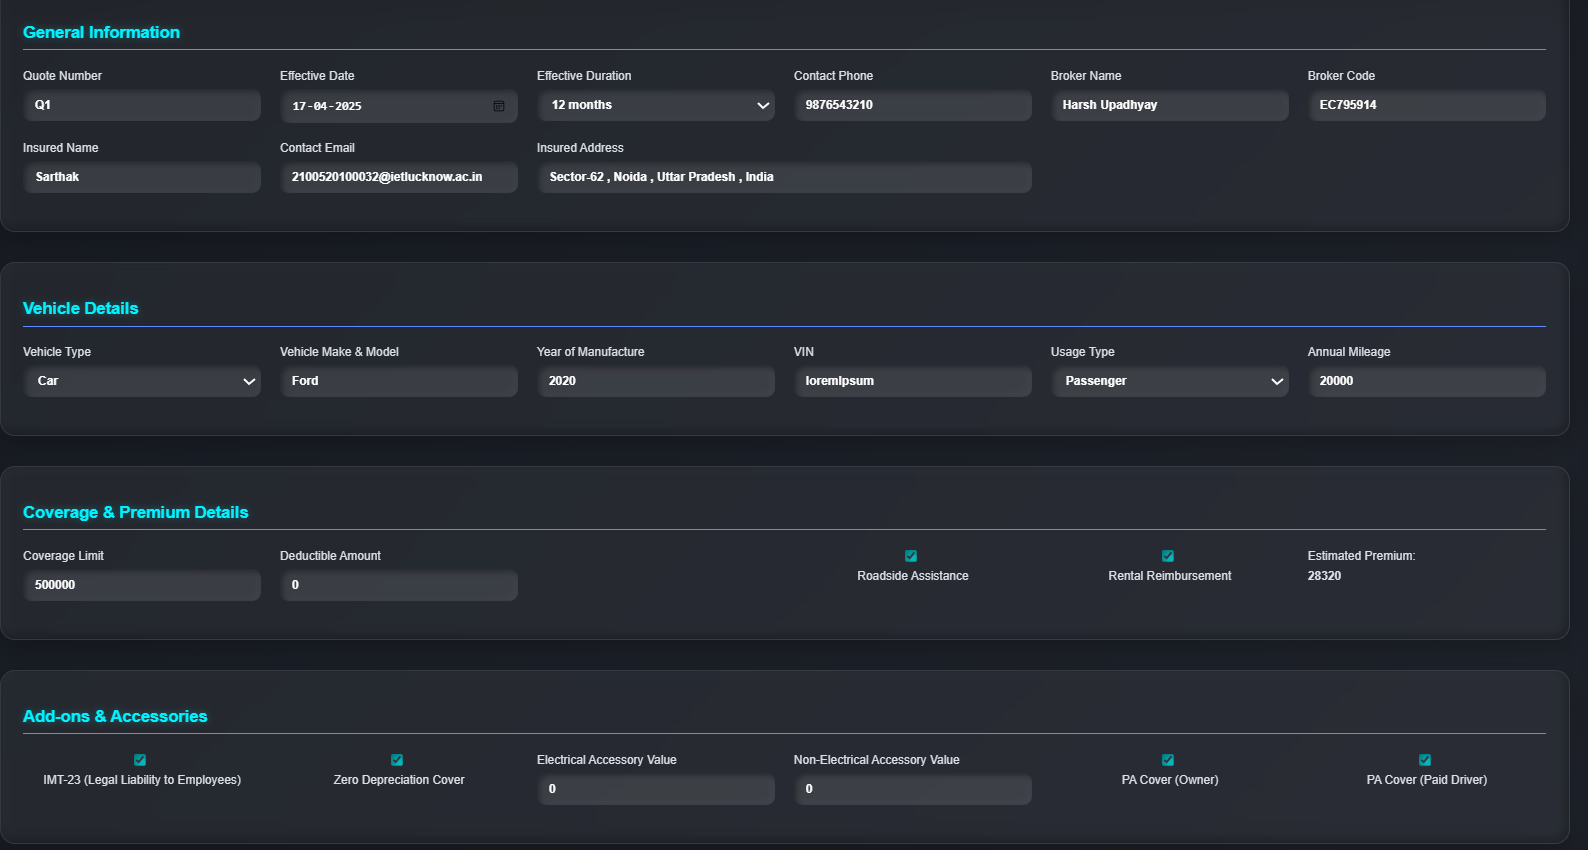 General Information
Quote Number
Effective Date
Effective Duration
Contact Phone
Broker Name
Broker Code
Q1
17-04-2025
12 months
9876543210
Harsh Upadhyay
EC795914
Insured Name
Contact Email
Insured Address
Sarthak
2100520100032@ietlucknow.ac.in
Sector-62 , Noida , Uttar Pradesh , India
Vehicle Details
Vehicle Type
Vehicle Make & Model
Year of Manufacture
VIN
Usage Type
Annual Mileage
Car
Ford
2020
loremIpsum
Passenger
20000
Coverage & Premium Details
Coverage Limit
Deductible Amount
Estimated Premium:
500000
0
Roadside Assistance
Rental Reimbursement
28320
Add-ons & Accessories
IMT-23 (Legal Liability to Employees)
Zero Depreciation Cover
Electrical Accessory Value
Non-Electrical Accessory Value
PA Cover (Owner)
PA Cover (Paid Driver)
0
0